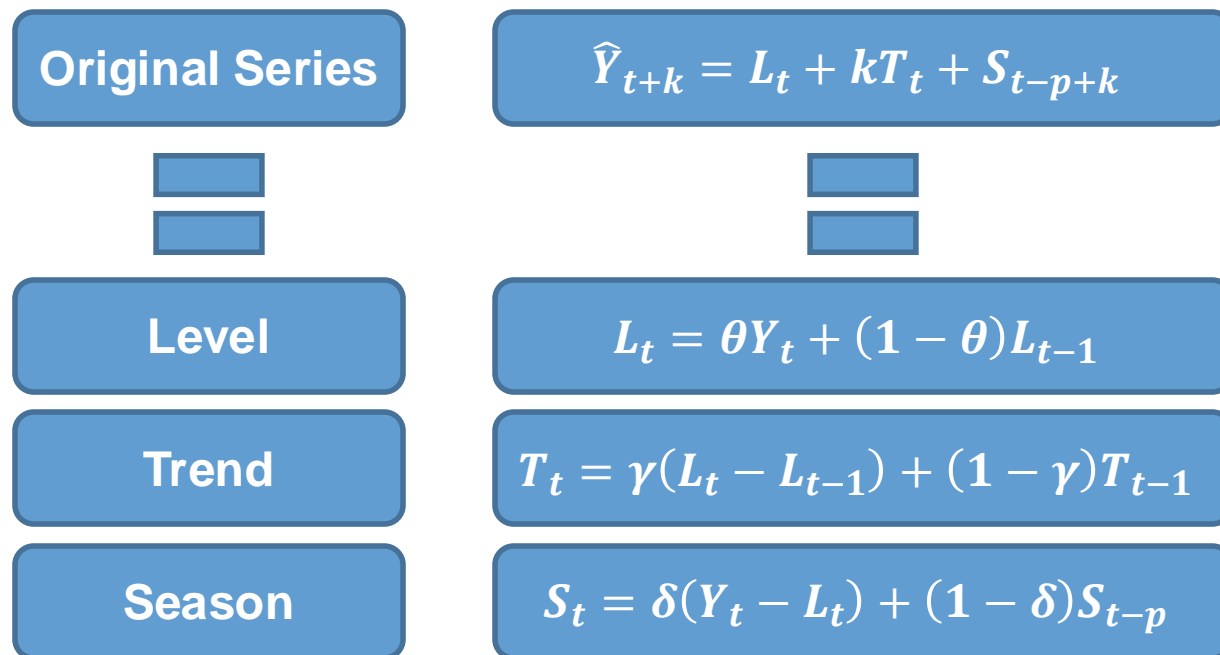 Original Series
Ŷ_{t+k} = L_t + kT_t + S_{t−p+k}
Level
L_t = θY_t + (1 − θ)L_{t−1}
Trend
T_t = γ(L_t − L_{t−1}) + (1 − γ)T_{t−1}
Season
S_t = δ(Y_t − L_t) + (1 − δ)S_{t−p}